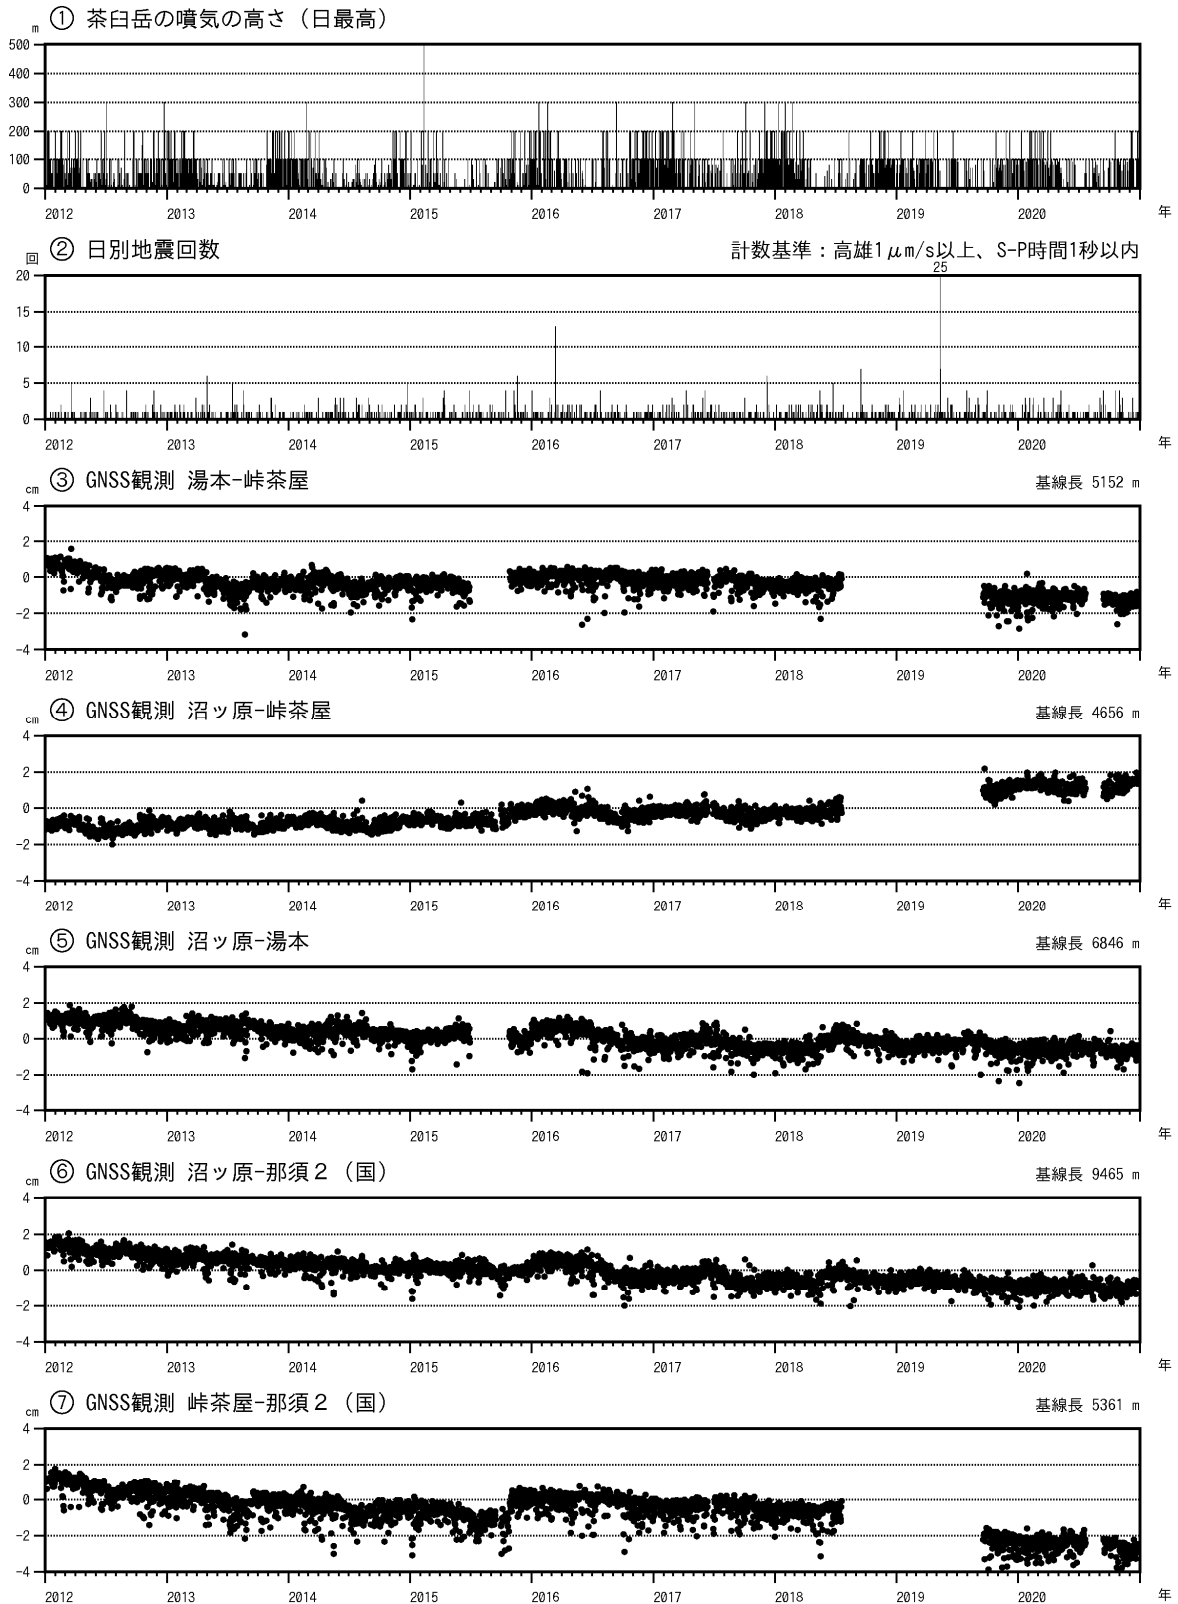 ① 茶臼岳の噴気の高さ（日最高）
m
500
400
300
200
100
0
2012 2013 2014 2015 2016 2017 2018 2019 2020 年
② 日別地震回数 計数基準：高雄1μm/s以上、S-P時間1秒以内
回
25
20
15
10
5
0
2012 2013 2014 2015 2016 2017 2018 2019 2020 年
③ GNSS観測 湯本-峠茶屋 基線長 5152 m
cm
4
2
0
-2
-4
2012 2013 2014 2015 2016 2017 2018 2019 2020 年
④ GNSS観測 沼ッ原-峠茶屋 基線長 4656 m
cm
4
2
0
-2
-4
2012 2013 2014 2015 2016 2017 2018 2019 2020 年
⑤ GNSS観測 沼ッ原-湯本 基線長 6846 m
cm
4
2
0
-2
-4
2012 2013 2014 2015 2016 2017 2018 2019 2020 年
⑥ GNSS観測 沼ッ原-那須２（国） 基線長 9465 m
cm
4
2
0
-2
-4
2012 2013 2014 2015 2016 2017 2018 2019 2020 年
⑦ GNSS観測 峠茶屋-那須２（国） 基線長 5361 m
cm
4
2
0
-2
-4
2012 2013 2014 2015 2016 2017 2018 2019 2020 年